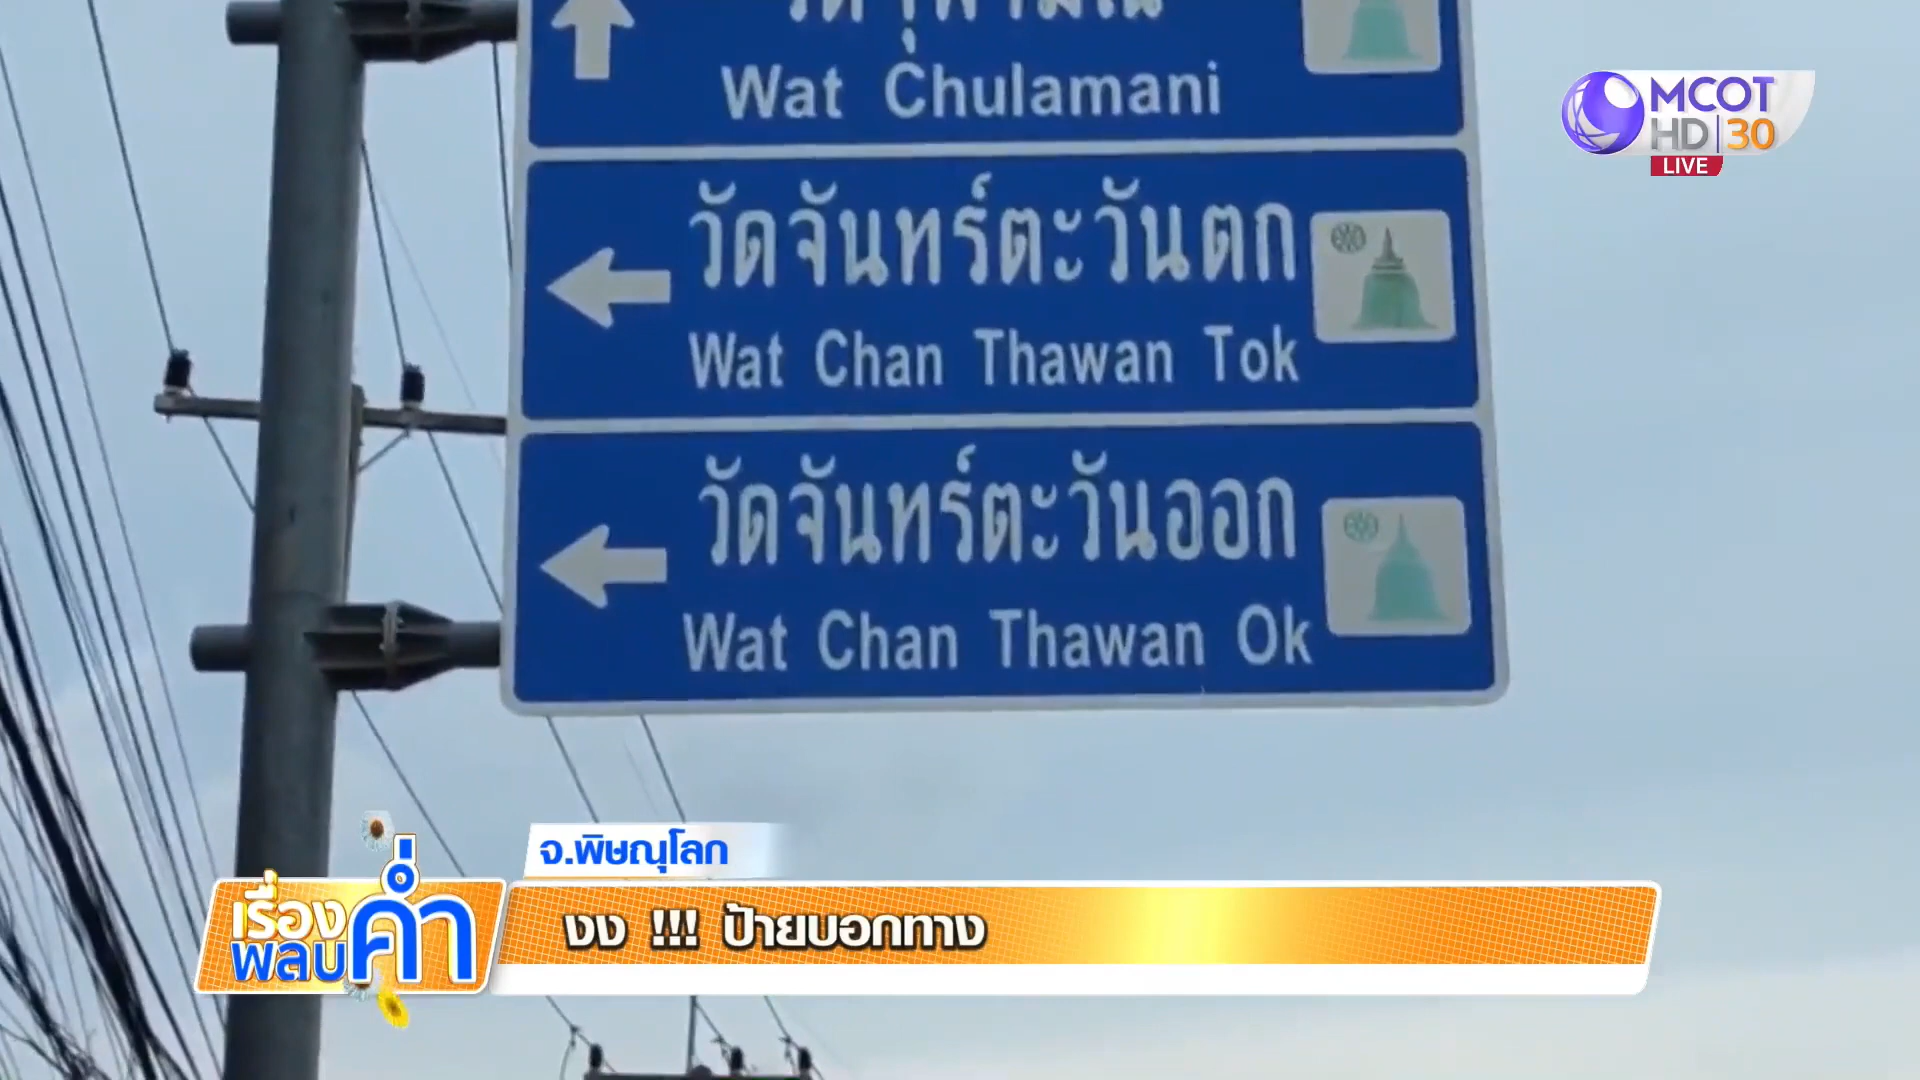 Wat Chulamani
MCOT
HD 30
LIVE
วัดจันทร์ตะวันตก
Wat Chan Thawan Tok
วัดจันทร์ตะวันออก
Wat Chan Thawan Ok
จ.พิษณุโลก
เรื่อง
พลบ
ค่ำ
งง !!! ป้ายบอกทาง